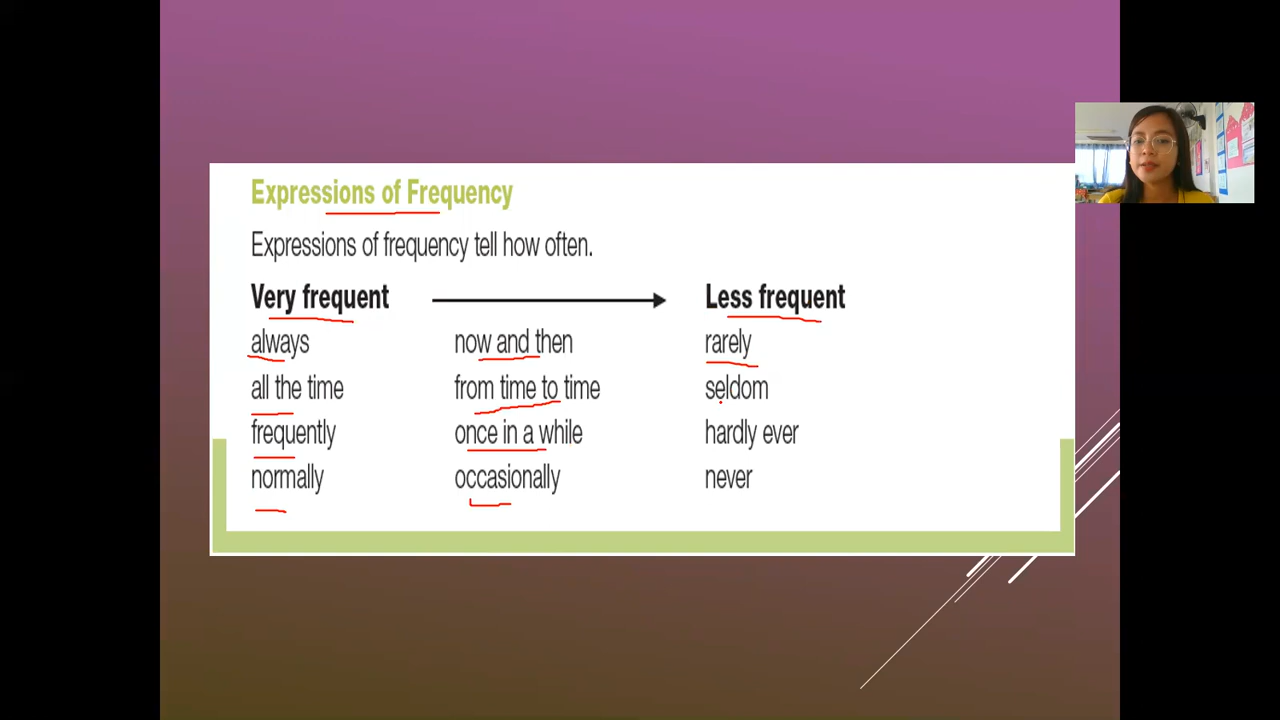 Expressions of Frequency
Expressions of frequency tell how often.
Very frequent Less frequent
always now and then rarely
all the time from time to time seldom
frequently once in a while hardly ever
normally occasionally never